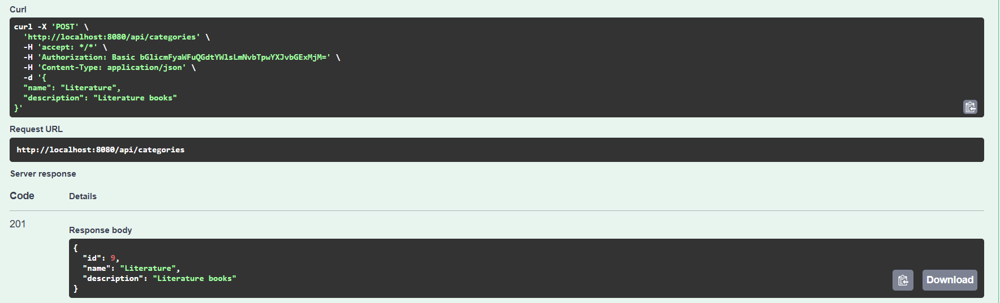 Curl
curl -X 'POST' \
'http://localhost:8080/api/categories' \
-H 'accept: */*' \
-H 'Authorization: Basic bGlicmFyaWFuQGdtYWlsLmNvbTpwYXJvbGExMjM=' \
-H 'Content-Type: application/json' \
-d '{
"name": "Literature",
"description": "Literature books"
}'
Request URL
http://localhost:8080/api/categories
Server response
Code Details
201
Response body
{
"id": 9,
"name": "Literature",
"description": "Literature books"
}
Download